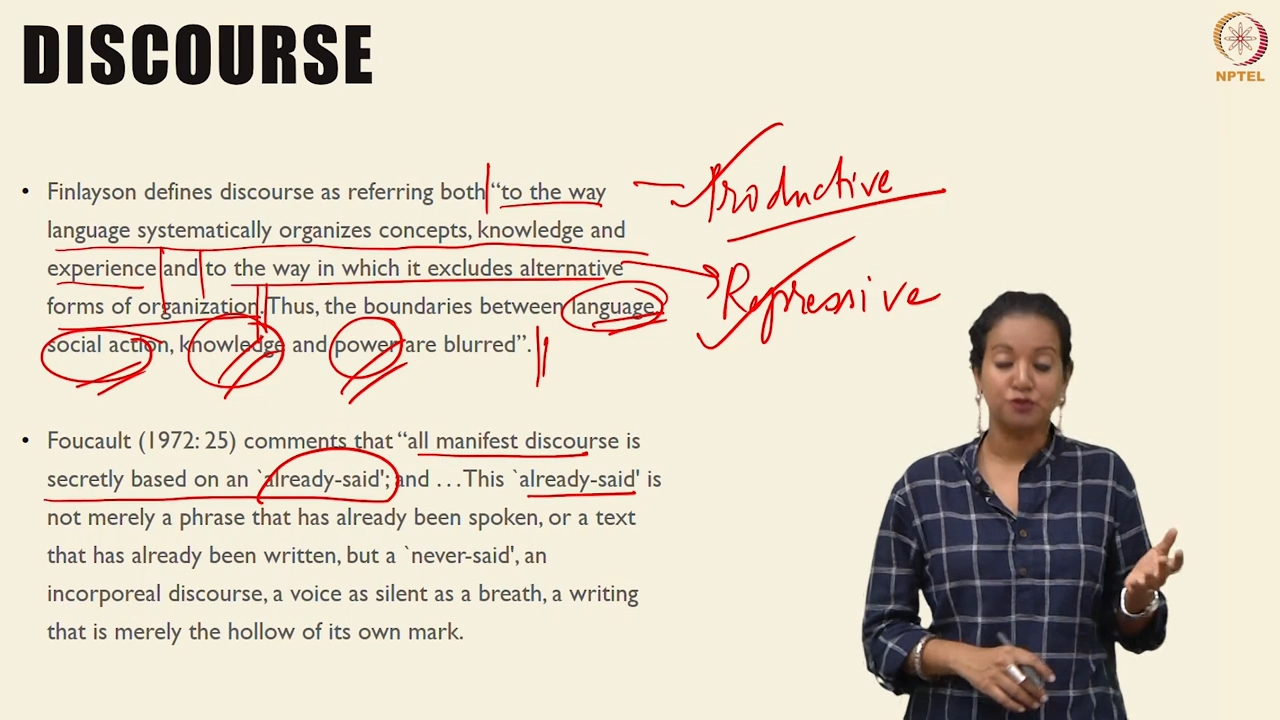 DISCOURSE
NPTEL
• Finlayson defines discourse as referring both “to the way
language systematically organizes concepts, knowledge and
experience and to the way in which it excludes alternative
forms of organization. Thus, the boundaries between language,
social action, knowledge and power are blurred”.
Productive
Repressive
• Foucault (1972: 25) comments that “all manifest discourse is
secretly based on an `already-said'; and …This `already-said' is
not merely a phrase that has already been spoken, or a text
that has already been written, but a `never-said', an
incorporeal discourse, a voice as silent as a breath, a writing
that is merely the hollow of its own mark.